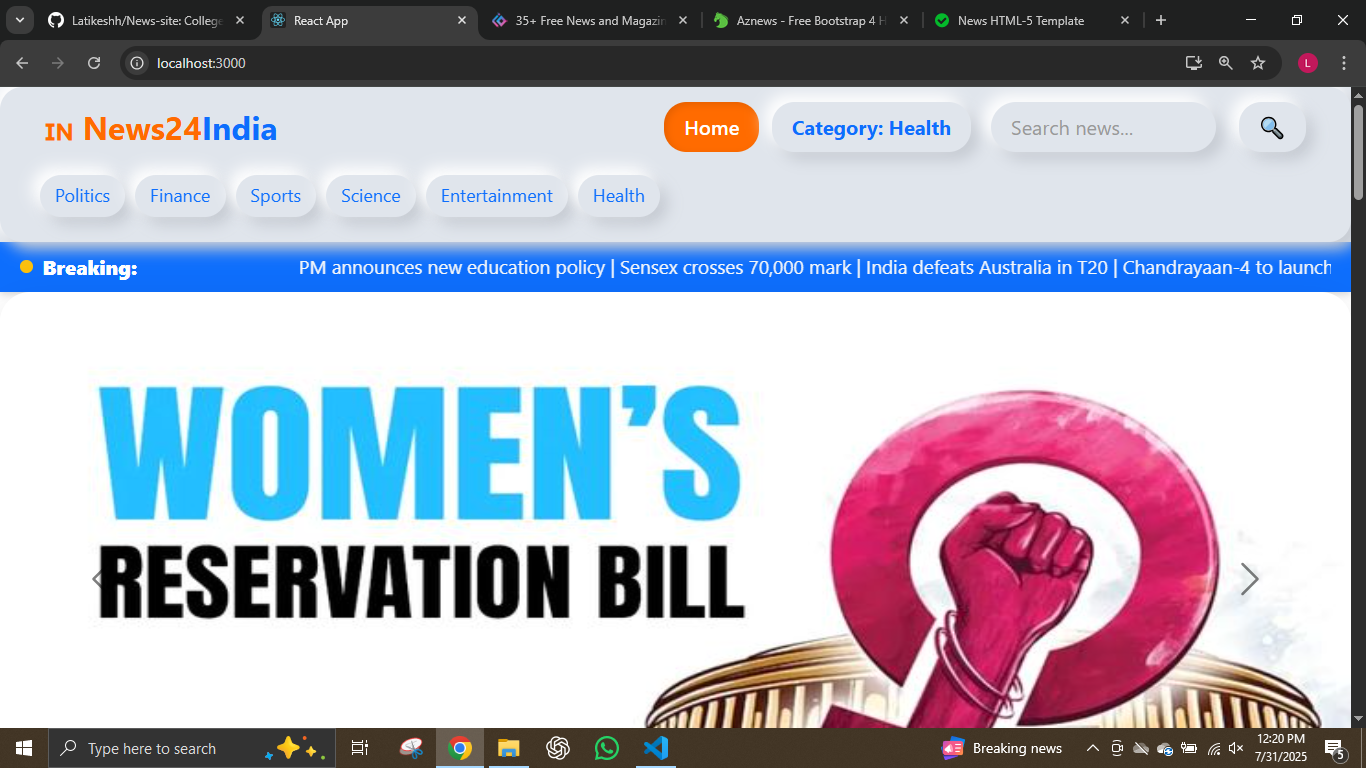 Latikeshh/News-site: College
React App
35+ Free News and Magazin
Aznews - Free Bootstrap 4 H
News HTML-5 Template
localhost:3000
L
IN News24India
Home
Category: Health
Search news...
Politics
Finance
Sports
Science
Entertainment
Health
Breaking:
PM announces new education policy | Sensex crosses 70,000 mark | India defeats Australia in T20 | Chandrayaan-4 to launch
WOMEN'S
RESERVATION BILL
Type here to search
Breaking news
12:20 PM
7/31/2025
5